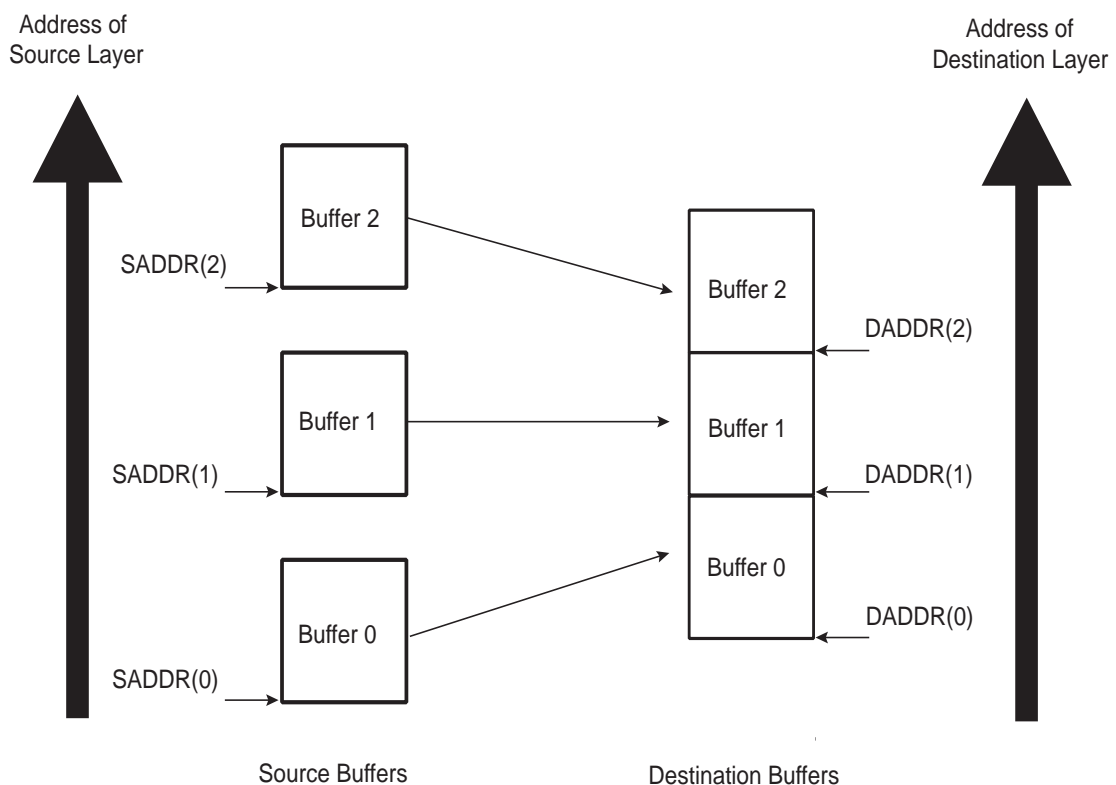 Address of
Source Layer
Address of
Destination Layer
Buffer 2
SADDR(2)
Buffer 2
DADDR(2)
Buffer 1
Buffer 1
SADDR(1)
DADDR(1)
Buffer 0
Buffer 0
DADDR(0)
SADDR(0)
Source Buffers
Destination Buffers